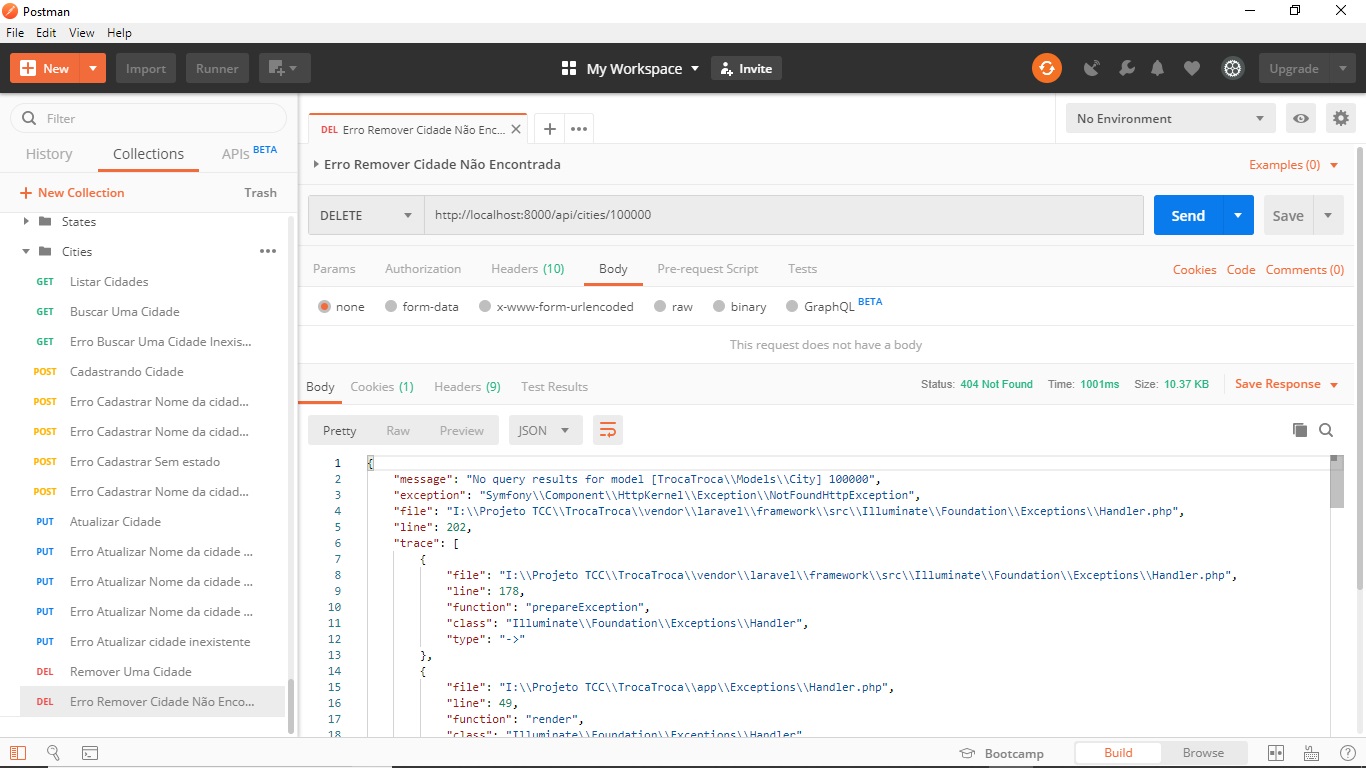 Postman
File Edit View Help
New Import Runner My Workspace Invite Upgrade
Filter
History Collections APIs BETA
New Collection Trash
States
Cities
GET Listar Cidades
GET Buscar Uma Cidade
GET Erro Buscar Uma Cidade Inexis...
POST Cadastrando Cidade
POST Erro Cadastrar Nome da cidad...
POST Erro Cadastrar Nome da cidad...
POST Erro Cadastrar Sem estado
POST Erro Cadastrar Nome da cidad...
PUT Atualizar Cidade
PUT Erro Atualizar Nome da cidade ...
PUT Erro Atualizar Nome da cidade ...
PUT Erro Atualizar Nome da cidade ...
PUT Erro Atualizar cidade inexistente
DEL Remover Uma Cidade
DEL Erro Remover Cidade Não Enco...
DEL Erro Remover Cidade Não Enc...
No Environment
Erro Remover Cidade Não Encontrada
Examples (0)
DELETE http://localhost:8000/api/cities/100000 Send Save
Params Authorization Headers (10) Body Pre-request Script Tests Cookies Code Comments (0)
none form-data x-www-form-urlencoded raw binary GraphQL BETA
This request does not have a body
Body Cookies (1) Headers (9) Test Results Status: 404 Not Found Time: 1001ms Size: 10.37 KB Save Response
Pretty Raw Preview JSON
1 {
2 "message": "No query results for model [TrocaTroca\\Models\\City] 100000",
3 "exception": "Symfony\\Component\\HttpKernel\\Exception\\NotFoundHttpException",
4 "file": "I:\\Projeto TCC\\TrocaTroca\\vendor\\laravel\\framework\\src\\Illuminate\\Foundation\\Exceptions\\Handler.php",
5 "line": 202,
6 "trace": [
7 {
8 "file": "I:\\Projeto TCC\\TrocaTroca\\vendor\\laravel\\framework\\src\\Illuminate\\Foundation\\Exceptions\\Handler.php",
9 "line": 178,
10 "function": "prepareException",
11 "class": "Illuminate\\Foundation\\Exceptions\\Handler",
12 "type": "->"
13 },
14 {
15 "file": "I:\\Projeto TCC\\TrocaTroca\\app\\Exceptions\\Handler.php",
16 "line": 49,
17 "function": "render",
18 "class": "Illuminate\\Foundation\\Exceptions\\Handler"
Bootcamp Build Browse